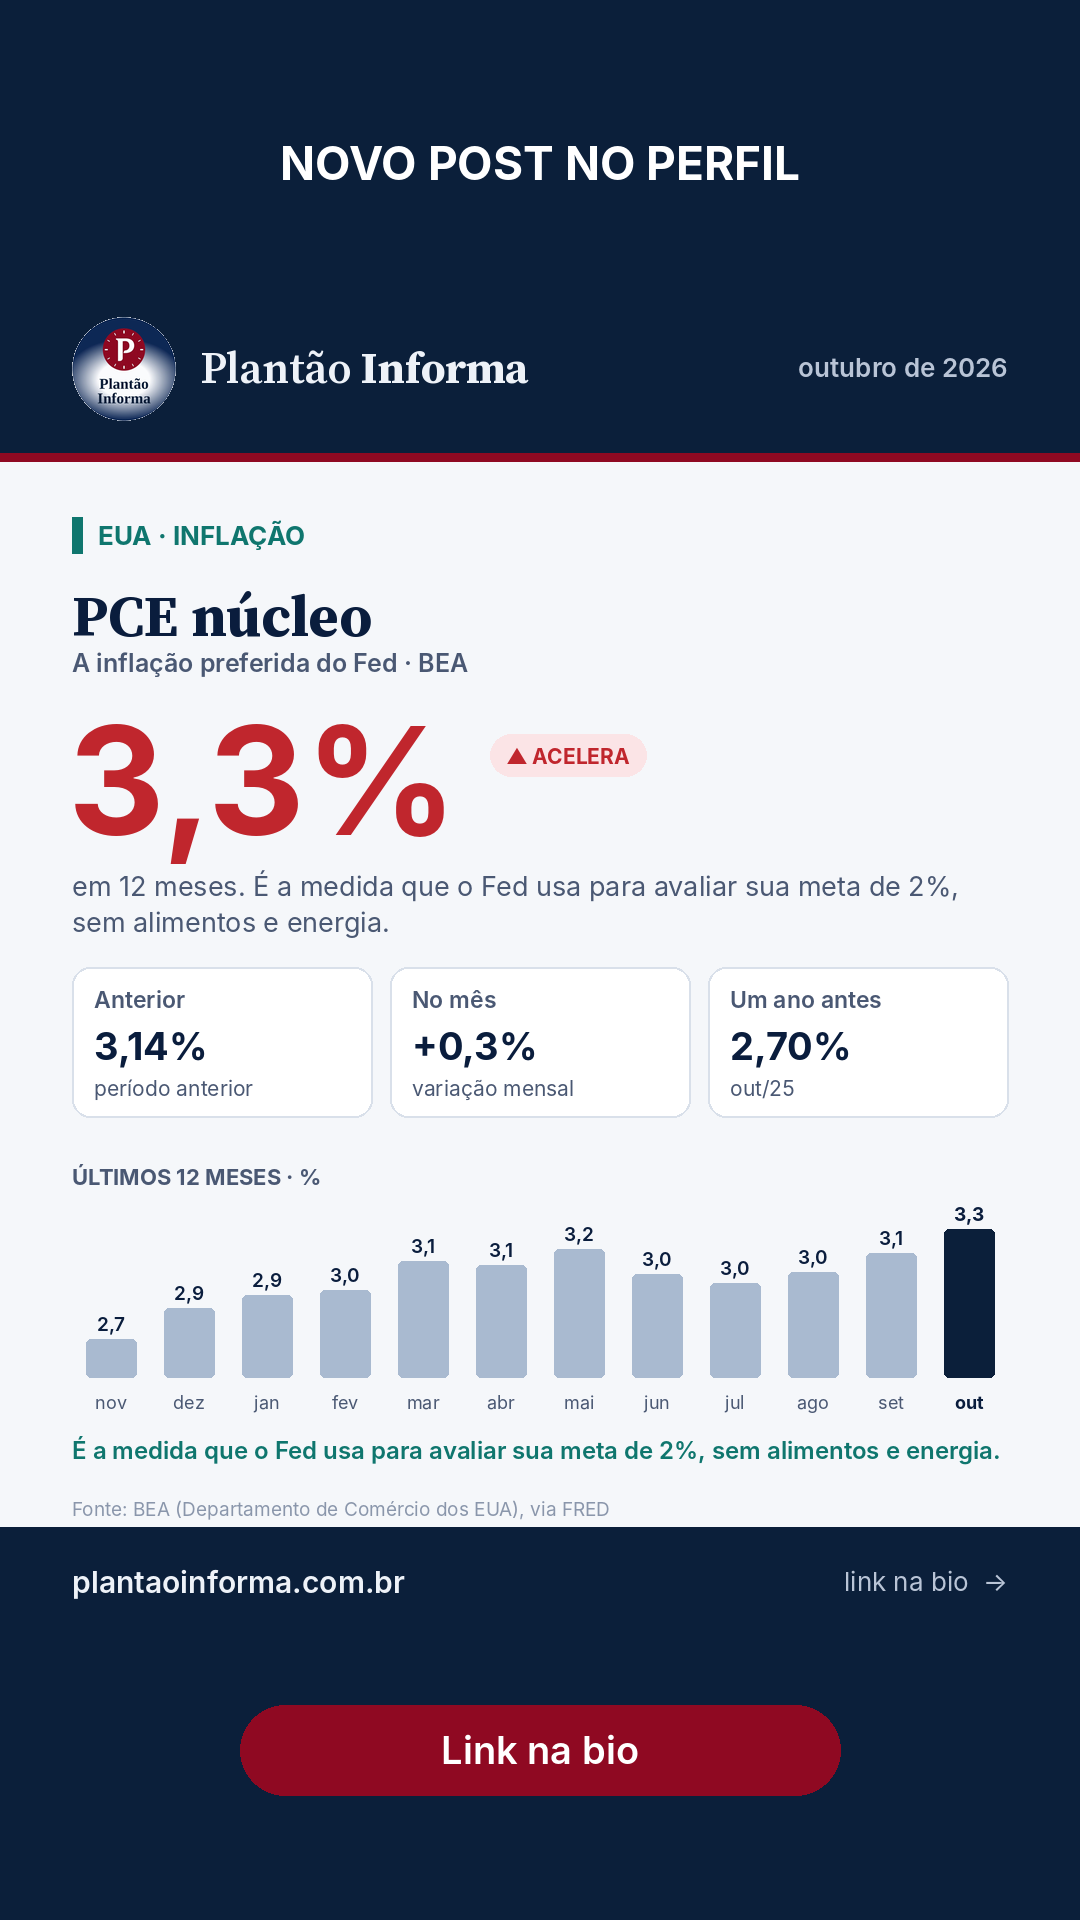 NOVO POST NO PERFIL
P
Plantão
Informa
Plantão Informa
outubro de 2026
EUA · INFLAÇÃO
PCE núcleo
A inflação preferida do Fed · BEA
3,3%
▲ ACELERA
em 12 meses. É a medida que o Fed usa para avaliar sua meta de 2%,
sem alimentos e energia.
Anterior
3,14%
período anterior
No mês
+0,3%
variação mensal
Um ano antes
2,70%
out/25
ÚLTIMOS 12 MESES · %
2,7 2,9 2,9 3,0 3,1 3,1 3,2 3,0 3,0 3,0 3,1 3,3
nov dez jan fev mar abr mai jun jul ago set out
É a medida que o Fed usa para avaliar sua meta de 2%, sem alimentos e energia.
Fonte: BEA (Departamento de Comércio dos EUA), via FRED
plantaoinforma.com.br
link na bio →
Link na bio